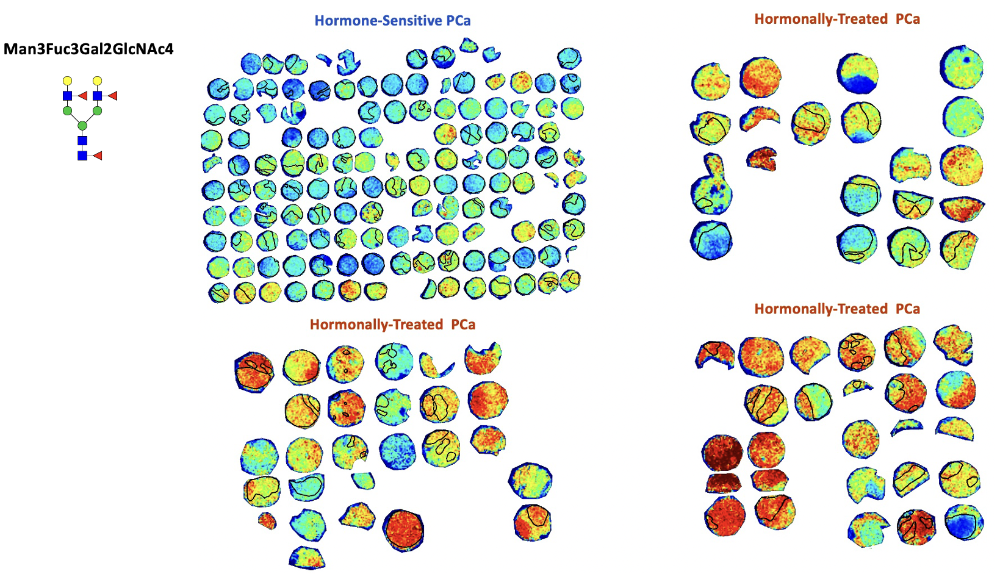 Hormone-Sensitive PCa
Hormonally-Treated PCa
Man3Fuc3Gal2GlcNAc4
Hormonally-Treated PCa
Hormonally-Treated PCa